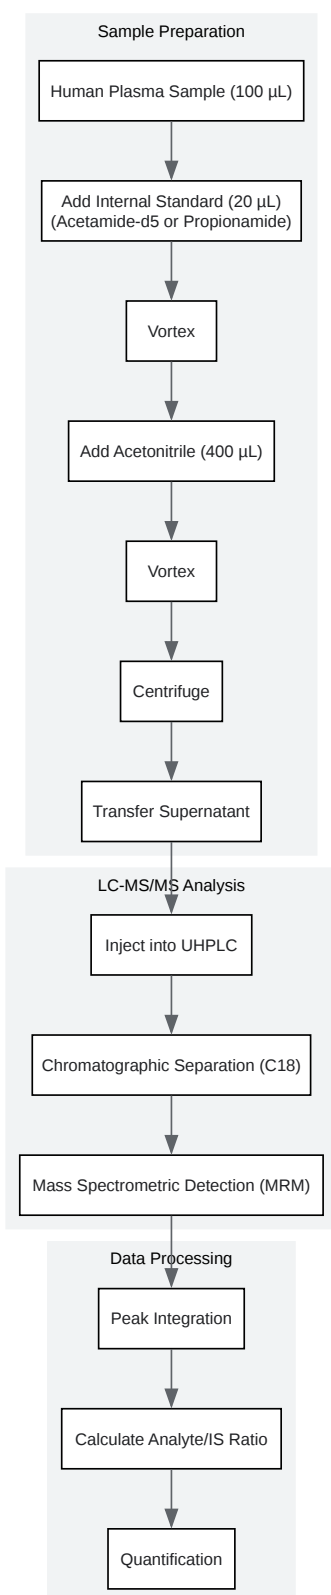 Sample Preparation
Human Plasma Sample (100 µL)
Add Internal Standard (20 µL)
(Acetamide-d5 or Propionamide)
Vortex
Add Acetonitrile (400 µL)
Vortex
Centrifuge
Transfer Supernatant
LC-MS/MS Analysis
Inject into UHPLC
Chromatographic Separation (C18)
Mass Spectrometric Detection (MRM)
Data Processing
Peak Integration
Calculate Analyte/IS Ratio
Quantification